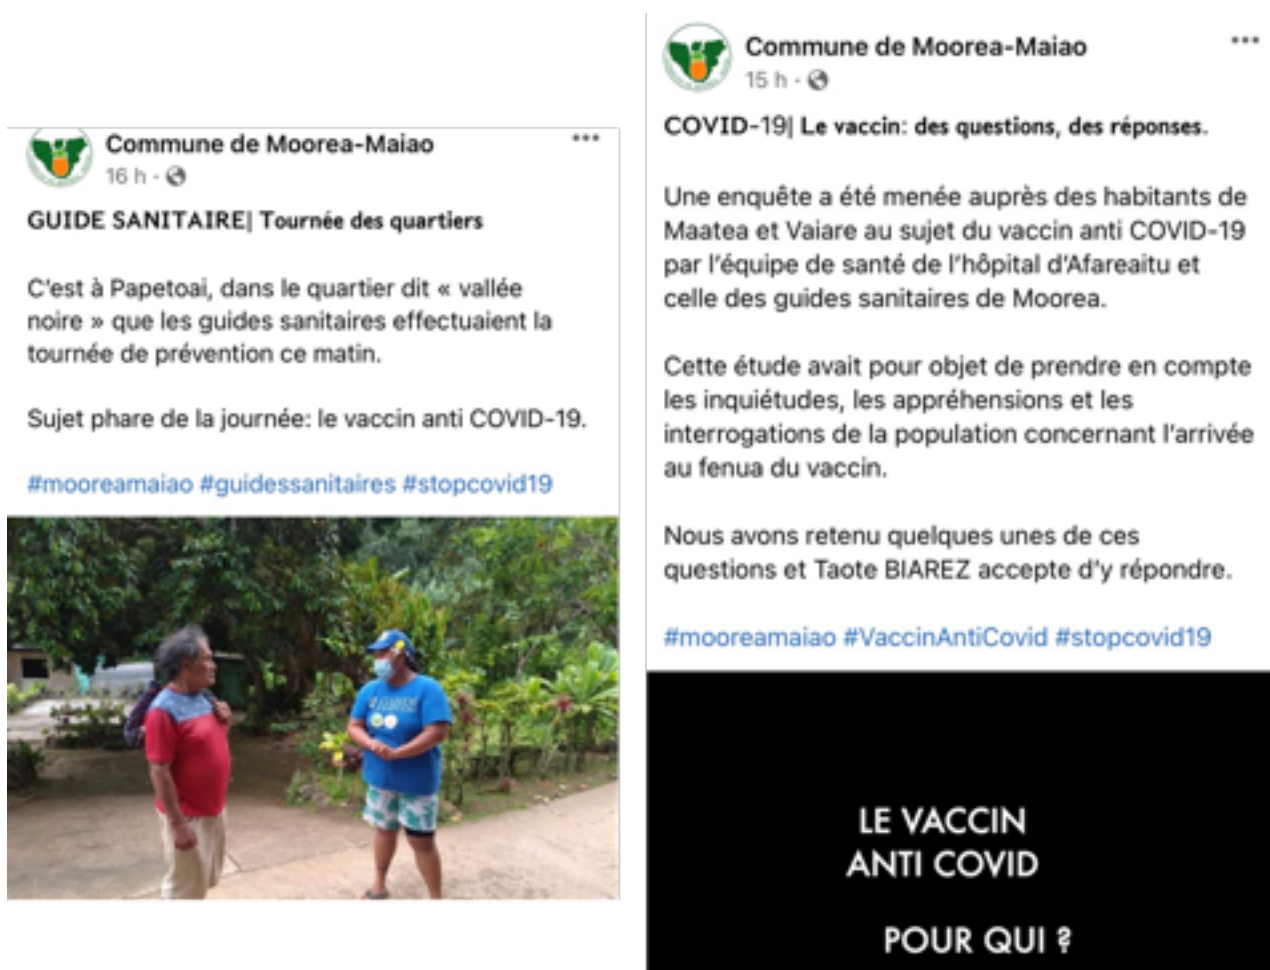 Commune de Moorea-Maiao
16 h
GUIDE SANITAIRE| Tournée des quartiers
C'est à Papetoai, dans le quartier dit « vallée
noire » que les guides sanitaires effectuaient la
tournée de prévention ce matin.
Sujet phare de la journée: le vaccin anti COVID-19.
#mooreamaiao #guidessanitaires #stopcovid19
Commune de Moorea-Maiao
15 h
COVID-19| Le vaccin: des questions, des réponses.
Une enquête a été menée auprès des habitants de
Maatea et Vaiare au sujet du vaccin anti COVID-19
par l'équipe de santé de l'hôpital d'Afareaitu et
celle des guides sanitaires de Moorea.
Cette étude avait pour objet de prendre en compte
les inquiétudes, les appréhensions et les
interrogations de la population concernant l'arrivée
au fenua du vaccin.
Nous avons retenu quelques unes de ces
questions et Taote BIAREZ accepte d'y répondre.
#mooreamaiao #VaccinAntiCovid #stopcovid19
LE VACCIN
ANTI COVID
POUR QUI ?